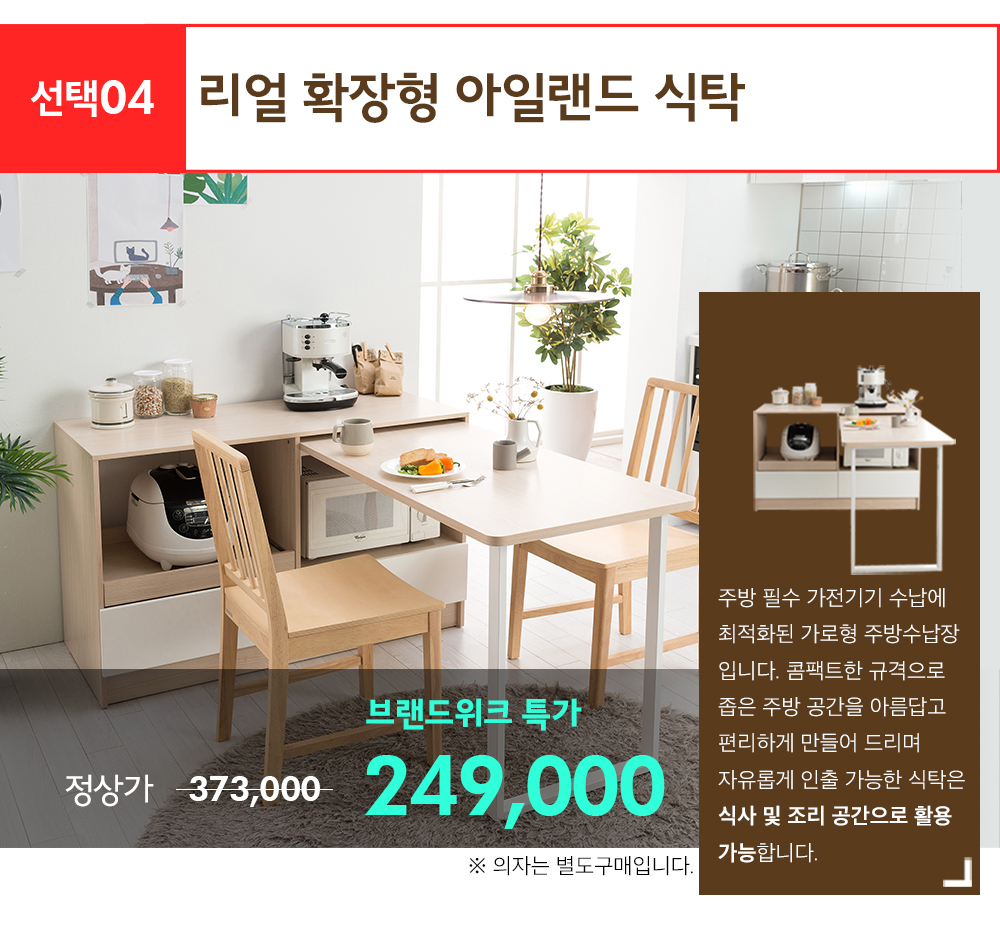 선택04
리얼 확장형 아일랜드 식탁
주방 필수 가전기기 수납에
최적화된 가로형 주방수납장
입니다. 콤팩트한 규격으로
좁은 주방 공간을 아름답고
편리하게 만들어 드리며
자유롭게 인출 가능한 식탁은
식사 및 조리 공간으로 활용
가능합니다.
브랜드위크 특가
정상가 373,000 249,000
※ 의자는 별도구매입니다.